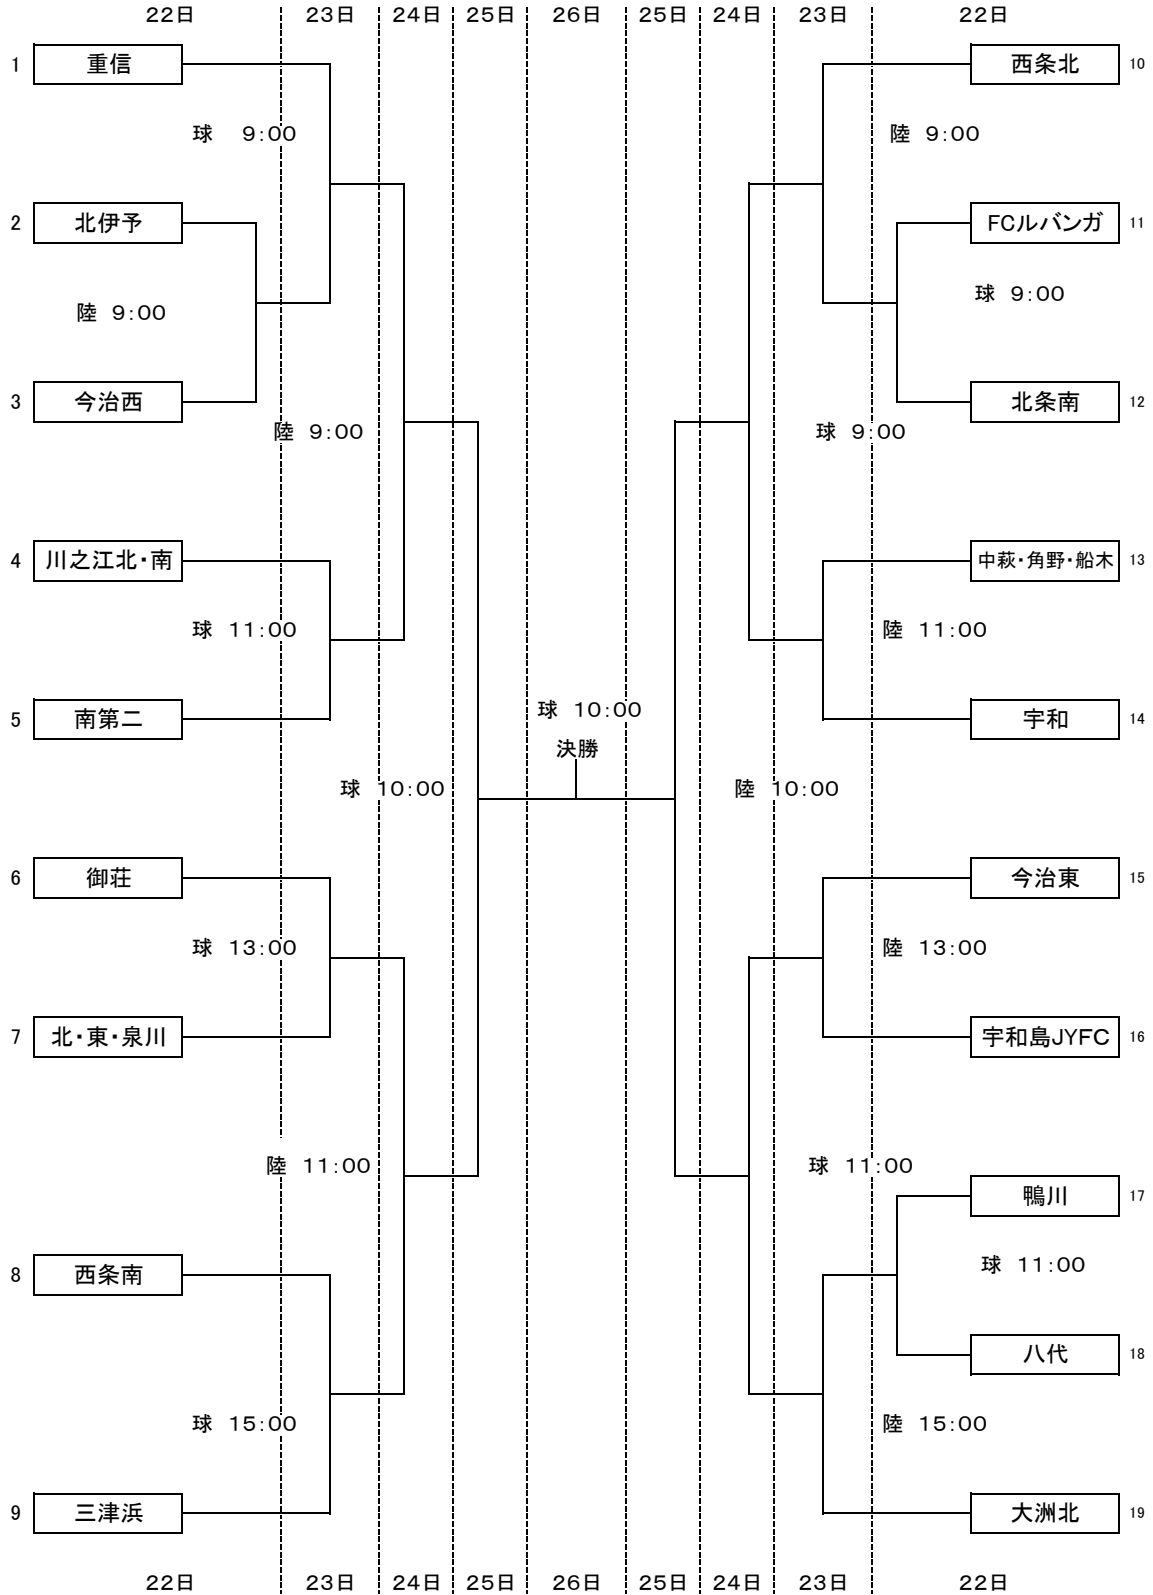 22日 23日 24日 25日 26日 25日 24日 23日 22日
1 重信
西条北 10
球 9:00
陸 9:00
2 北伊予
FCルバンガ 11
陸 9:00
球 9:00
3 今治西
北条南 12
陸 9:00
球 9:00
4 川之江北・南
中萩・角野・船木 13
球 11:00
陸 11:00
5 南第二
球 10:00
宇和 14
決勝
球 10:00
陸 10:00
6 御荘
今治東 15
球 13:00
陸 13:00
7 北・東・泉川
宇和島JYFC 16
陸 11:00
球 11:00
鴨川 17
8 西条南
球 11:00
八代 18
球 15:00
陸 15:00
9 三津浜
大洲北 19
22日 23日 24日 25日 26日 25日 24日 23日 22日